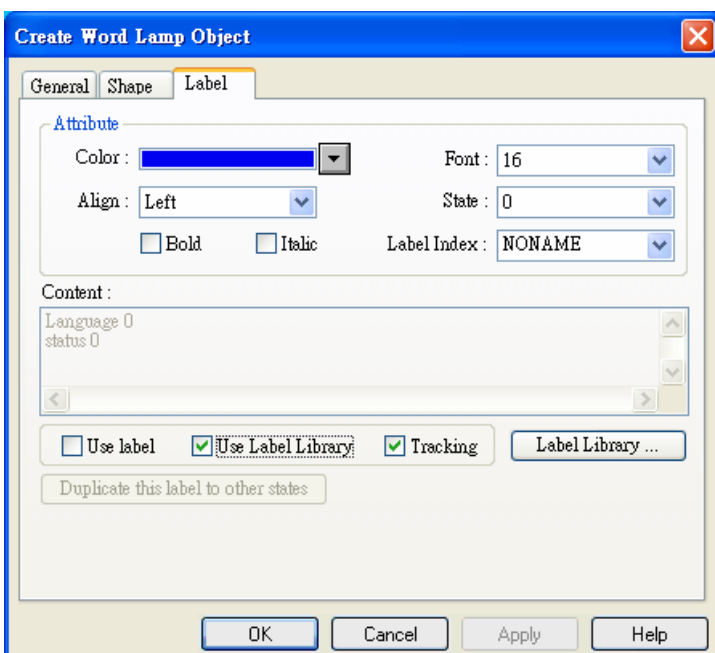 Create Word Lamp Object
General Shape Label
Attribute
Color : Font : 16
Align : Left State : 0
Bold Italic Label Index : NONAME
Content :
Language 0
status 0
Use label Use Label Library Tracking Label Library ...
Duplicate this label to other states
OK Cancel Apply Help